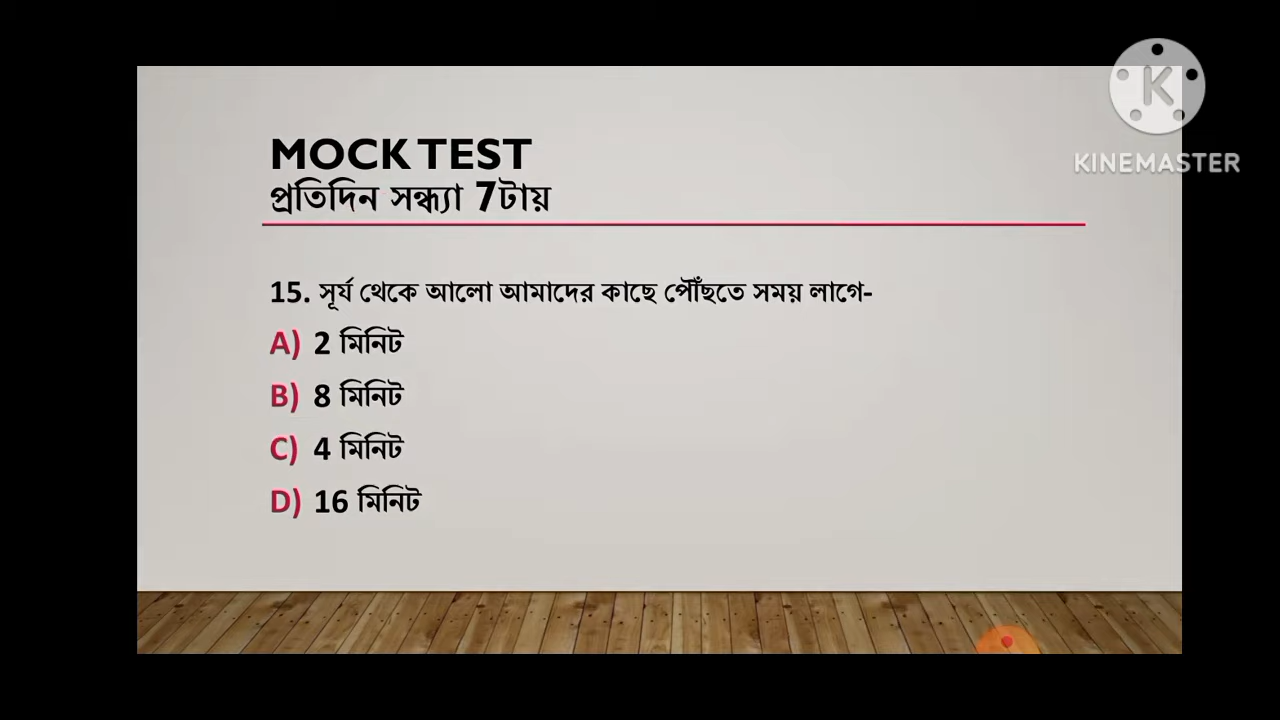 K
KINEMASTER
MOCK TEST
প্রতিদিন সন্ধ্যা 7টায়
15. সূর্য থেকে আলো আমাদের কাছে পৌঁছতে সময় লাগে-
A) 2 মিনিট
B) 8 মিনিট
C) 4 মিনিট
D) 16 মিনিট